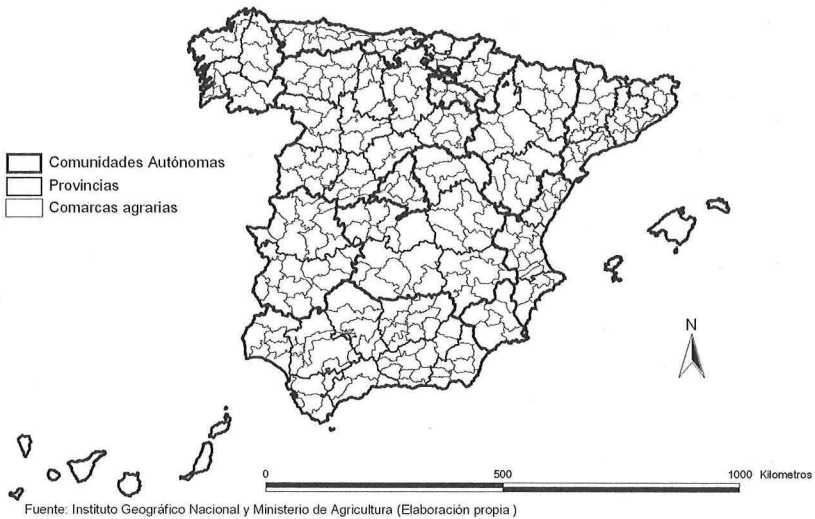 Comunidades Autónomas
Provincias
Comarcas agrarias
N
0 500 1000 Kilometros
Fuente: Instituto Geográfico Nacional y Ministerio de Agricultura (Elaboración propia )